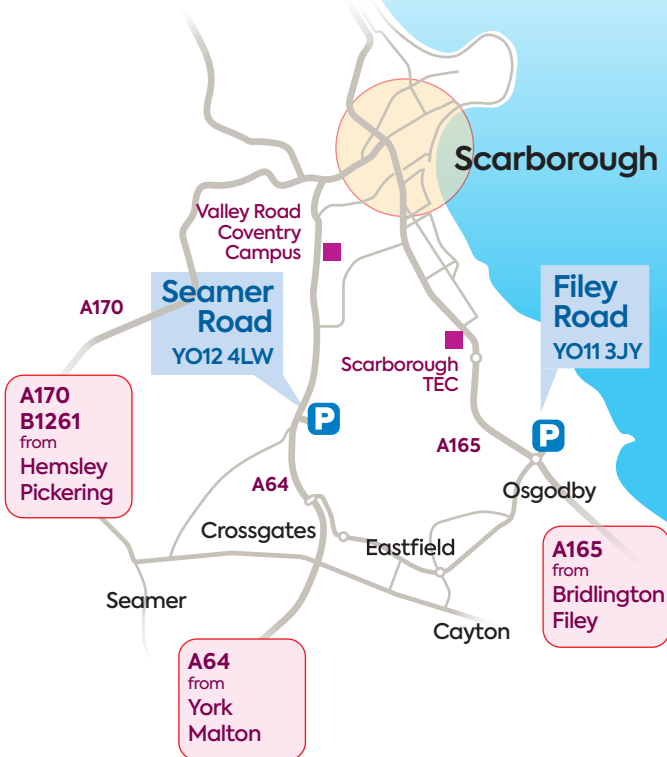 Scarborough
Valley Road
Coventry
Campus
Seamer
Road
YO12 4LW
Filey
Road
YO11 3JY
A170
Scarborough
TEC
A170
B1261
from
Hemsley
Pickering
P
P
A165
A64
Osgodby
Crossgates
Eastfield
A165
from
Bridlington
Filey
Seamer
Cayton
A64
from
York
Malton